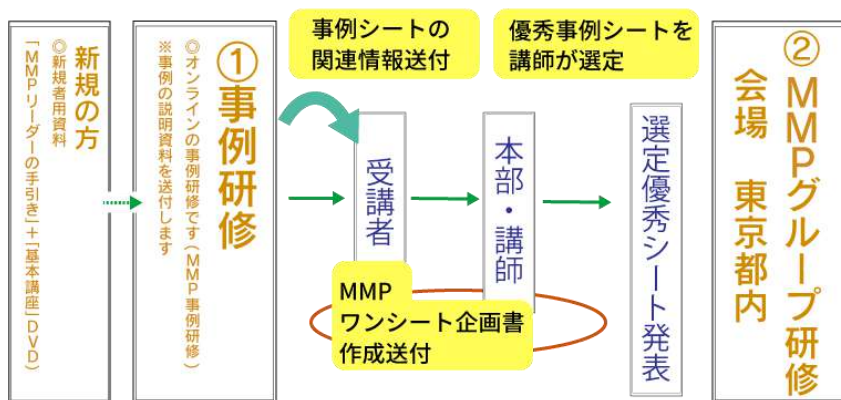 新規の方
◎新規者用資料
「MMPリーダーの手引き」+「基本講座」DVD)
①事例研修
◎オンラインの事例研修です(MMP事例研修)
※事例の説明資料を送付します
事例シートの
関連情報送付
受講者
MMP
ワンシート企画書
作成送付
本部・講師
優秀事例シートを
講師が選定
選定優秀シート発表
②MMPグループ研修
会場 東京都内